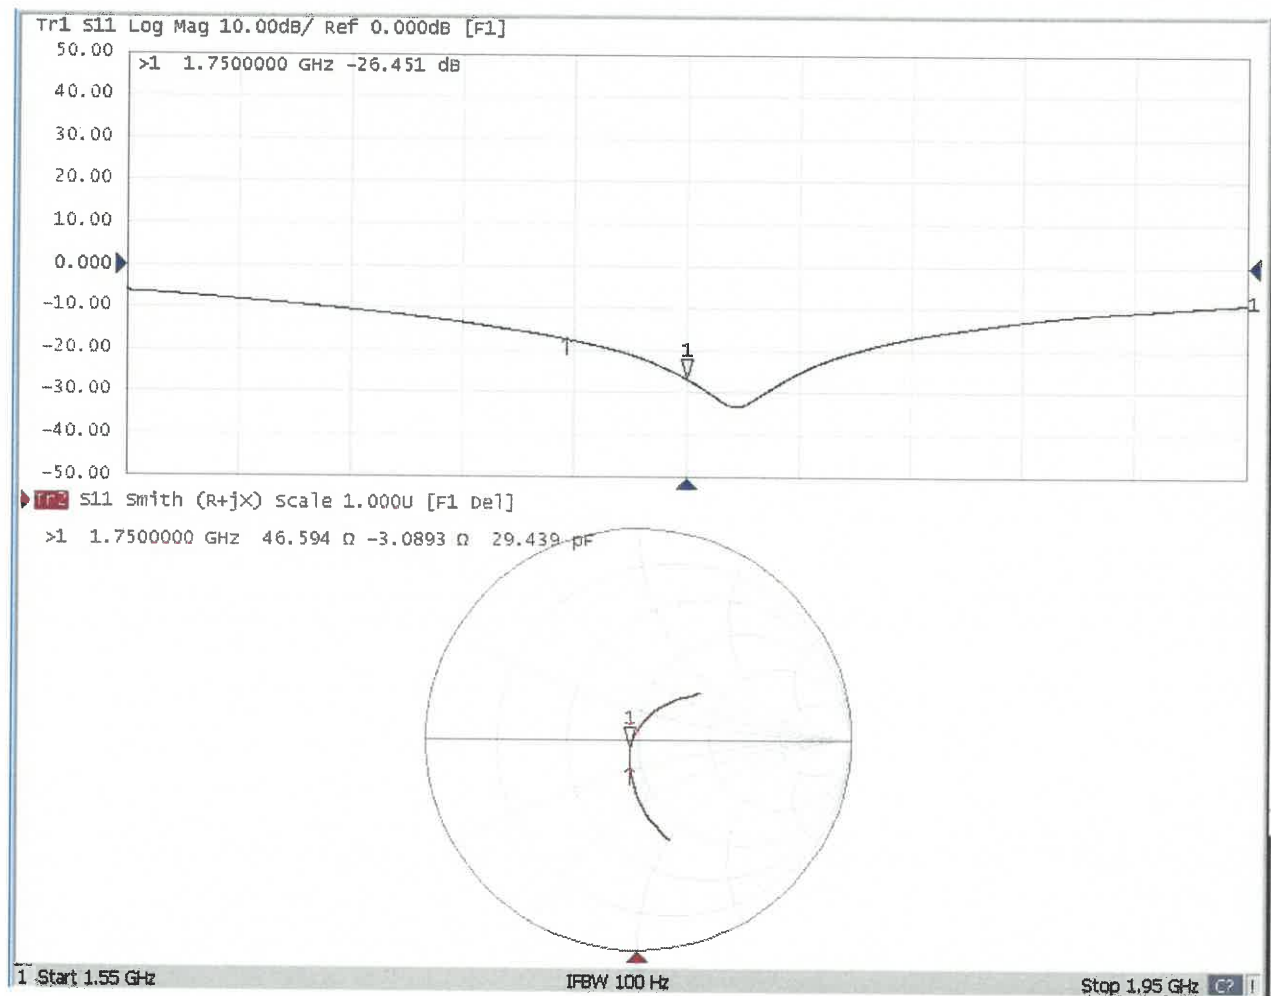 Tr1 S11 Log Mag 10.00dB/ Ref 0.000dB [F1]
50.00
>1 1.7500000 GHz -26.451 dB
40.00
30.00
20.00
10.00
0.000
-10.00
1
-20.00
1
-30.00
-40.00
-50.00
Tr2 S11 Smith (R+jX) Scale 1.000U [F1 Del]
>1 1.7500000 GHz 46.594 Ω -3.0893 Ω 29.439 pF
1
1 Start 1.55 GHz IFBW 100 Hz Stop 1.95 GHz C? !